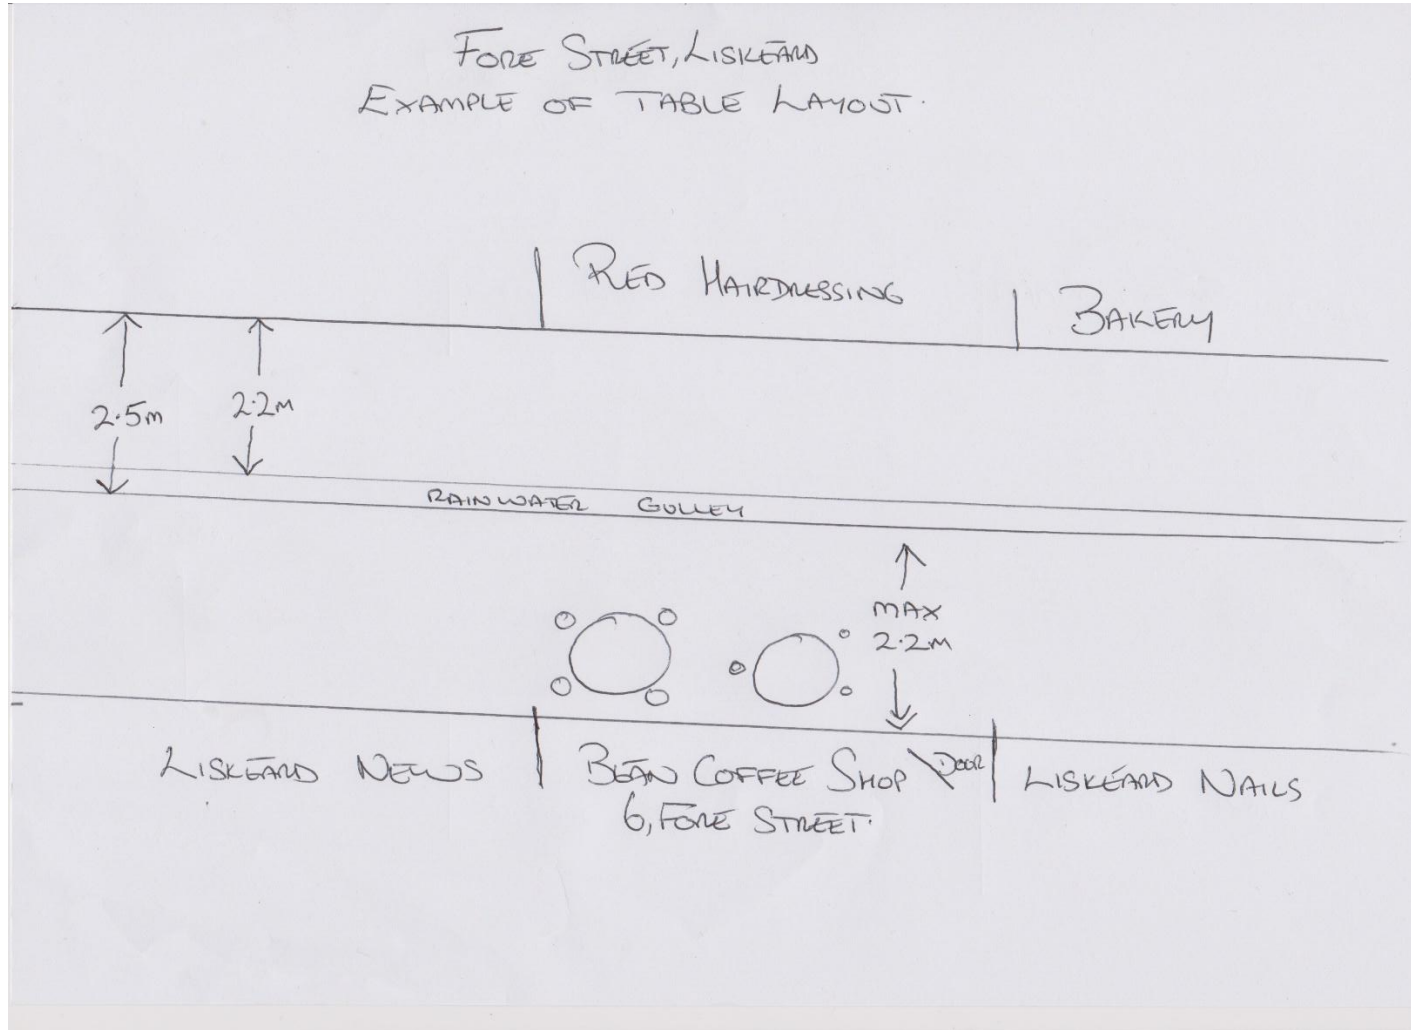 FORE STREET, LISKEARD
EXAMPLE OF TABLE LAYOUT.
RED HAIRDRESSING
BAKERY
2.5m
2.2m
RAINWATER GULLEY
MAX
2.2m
LISKEARD NEWS
BEAN COFFEE SHOP
DOOR
LISKEARD NAILS
6, FORE STREET.